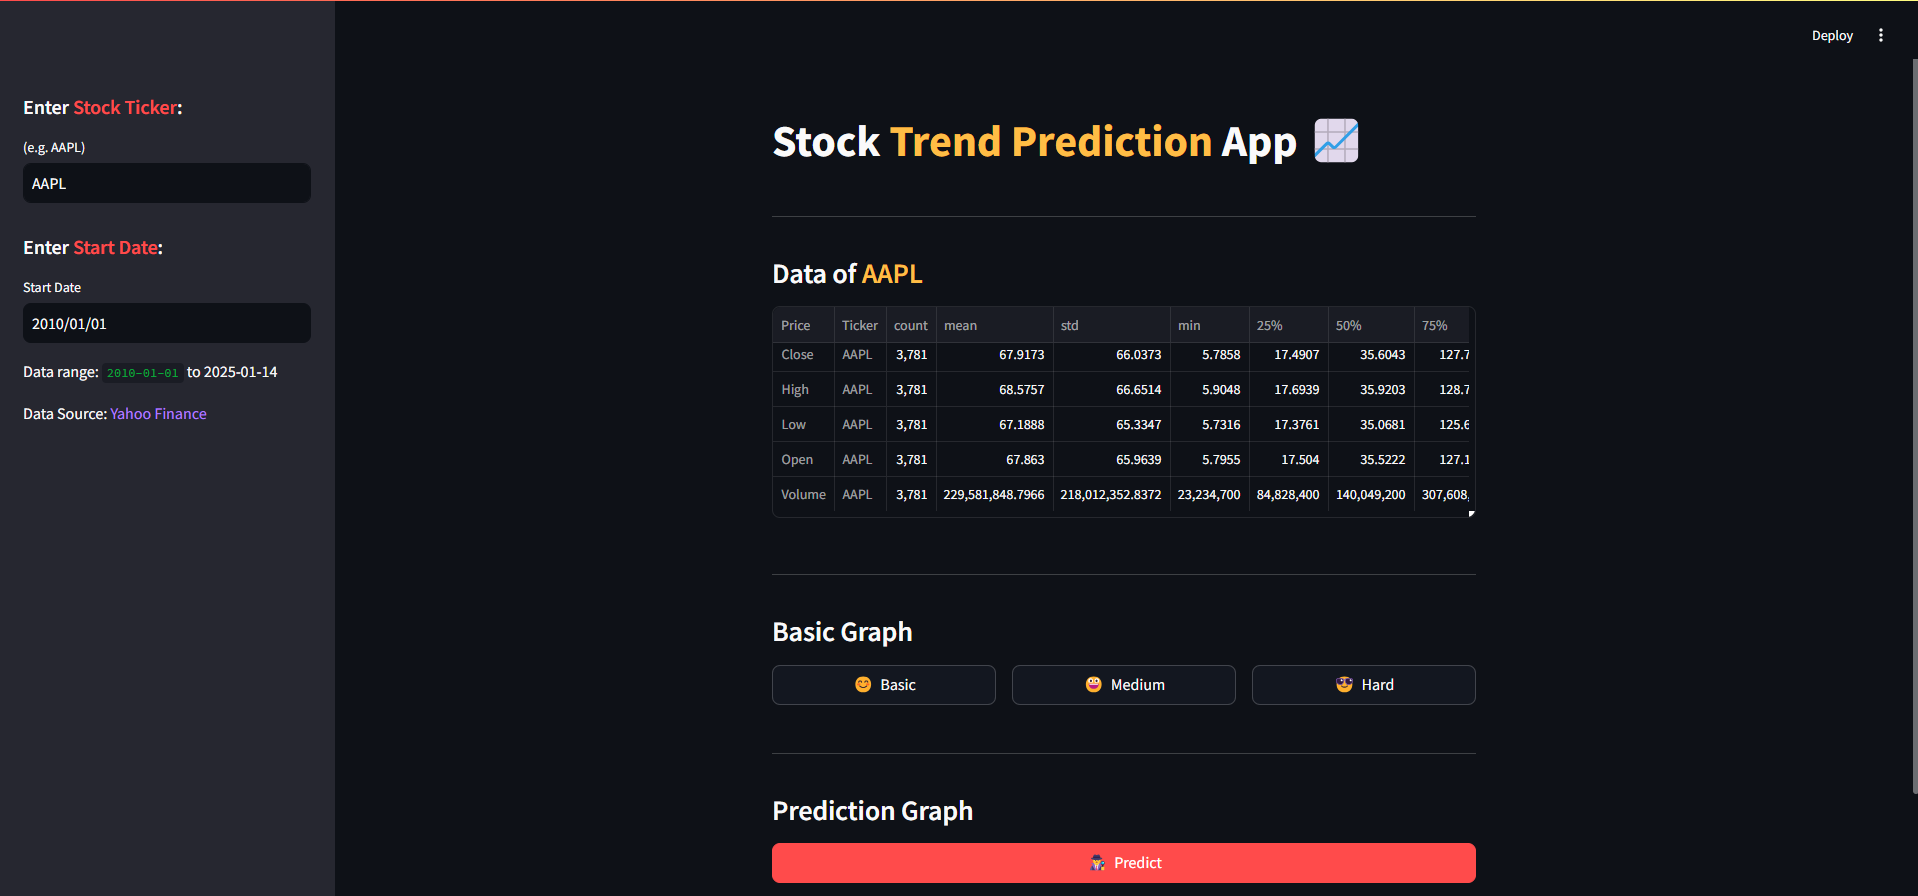 Deploy
Enter Stock Ticker:
(e.g. AAPL)
AAPL
Enter Start Date:
Start Date
2010/01/01
Data range: 2010-01-01 to 2025-01-14
Data Source: Yahoo Finance
Stock Trend Prediction App
Data of AAPL
Price Ticker count mean std min 25% 50% 75%
Close AAPL 3,781 67.9173 66.0373 5.7858 17.4907 35.6043 127.7
High AAPL 3,781 68.5757 66.6514 5.9048 17.6939 35.9203 128.7
Low AAPL 3,781 67.1888 65.3347 5.7316 17.3761 35.0681 125.6
Open AAPL 3,781 67.863 65.9639 5.7955 17.504 35.5222 127.1
Volume AAPL 3,781 229,581,848.7966 218,012,352.8372 23,234,700 84,828,400 140,049,200 307,608,
Basic Graph
Basic Medium Hard
Prediction Graph
Predict